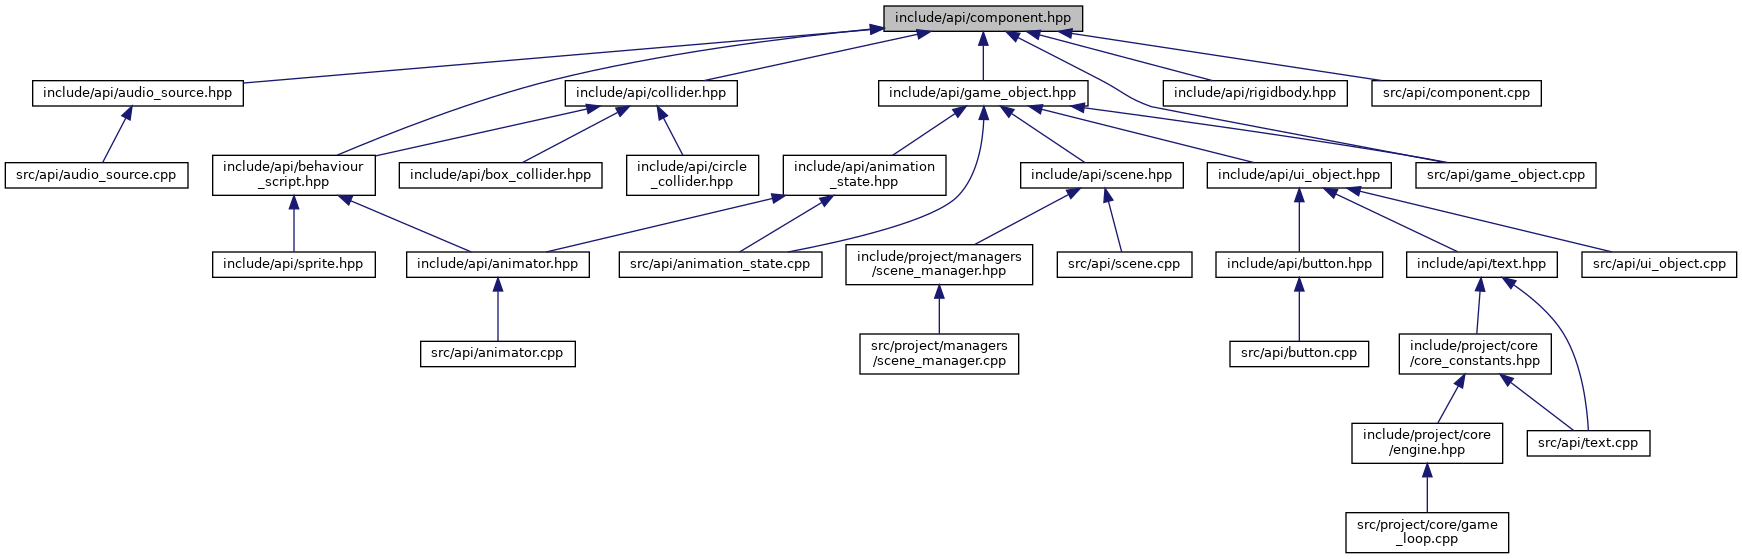 include/api/component.hpp
include/api/audio_source.hpp
include/api/collider.hpp
include/api/game_object.hpp
include/api/rigidbody.hpp
src/api/component.cpp
src/api/audio_source.cpp
include/api/behaviour
_script.hpp
include/api/box_collider.hpp
include/api/circle
_collider.hpp
include/api/animation
_state.hpp
include/api/scene.hpp
include/api/ui_object.hpp
src/api/game_object.cpp
include/api/sprite.hpp
include/api/animator.hpp
src/api/animation_state.cpp
include/project/managers
/scene_manager.hpp
src/api/scene.cpp
include/api/button.hpp
include/api/text.hpp
src/api/ui_object.cpp
src/api/animator.cpp
src/project/managers
/scene_manager.cpp
src/api/button.cpp
include/project/core
/core_constants.hpp
include/project/core
/engine.hpp
src/api/text.cpp
src/project/core/game
_loop.cpp